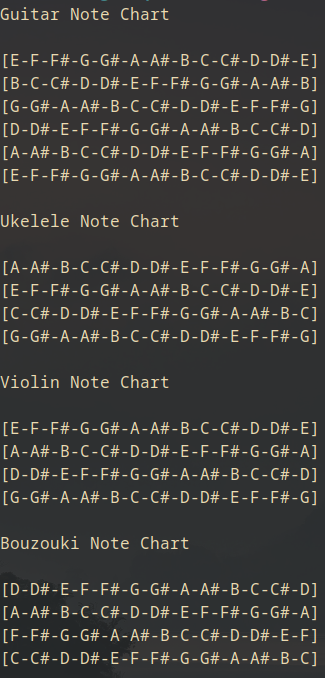 Guitar Note Chart
[E-F-F#-G-G#-A-A#-B-C-C#-D-D#-E]
[B-C-C#-D-D#-E-F-F#-G-G#-A-A#-B]
[G-G#-A-A#-B-C-C#-D-D#-E-F-F#-G]
[D-D#-E-F-F#-G-G#-A-A#-B-C-C#-D]
[A-A#-B-C-C#-D-D#-E-F-F#-G-G#-A]
[E-F-F#-G-G#-A-A#-B-C-C#-D-D#-E]
Ukelele Note Chart
[A-A#-B-C-C#-D-D#-E-F-F#-G-G#-A]
[E-F-F#-G-G#-A-A#-B-C-C#-D-D#-E]
[C-C#-D-D#-E-F-F#-G-G#-A-A#-B-C]
[G-G#-A-A#-B-C-C#-D-D#-E-F-F#-G]
Violin Note Chart
[E-F-F#-G-G#-A-A#-B-C-C#-D-D#-E]
[A-A#-B-C-C#-D-D#-E-F-F#-G-G#-A]
[D-D#-E-F-F#-G-G#-A-A#-B-C-C#-D]
[G-G#-A-A#-B-C-C#-D-D#-E-F-F#-G]
Bouzouki Note Chart
[D-D#-E-F-F#-G-G#-A-A#-B-C-C#-D]
[A-A#-B-C-C#-D-D#-E-F-F#-G-G#-A]
[F-F#-G-G#-A-A#-B-C-C#-D-D#-E-F]
[C-C#-D-D#-E-F-F#-G-G#-A-A#-B-C]